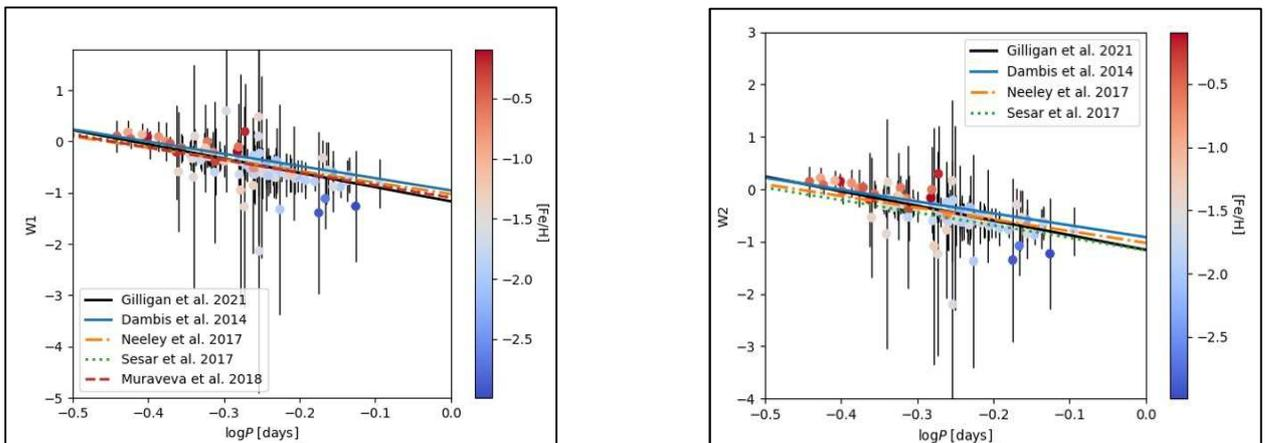 1
0
−1
−2
−3
−4
−5
W1
Gilligan et al. 2021
Dambis et al. 2014
Neeley et al. 2017
Sesar et al. 2017
Muraveva et al. 2018
−0.5 −0.4 −0.3 −0.2 −0.1 0.0
logP [days]
−0.5
−1.0
−1.5
−2.0
−2.5
[Fe/H]
3
2
1
0
−1
−2
−3
−4
W2
Gilligan et al. 2021
Dambis et al. 2014
Neeley et al. 2017
Sesar et al. 2017
−0.5 −0.4 −0.3 −0.2 −0.1 0.0
logP [days]
−0.5
−1.0
−1.5
−2.0
−2.5
[Fe/H]